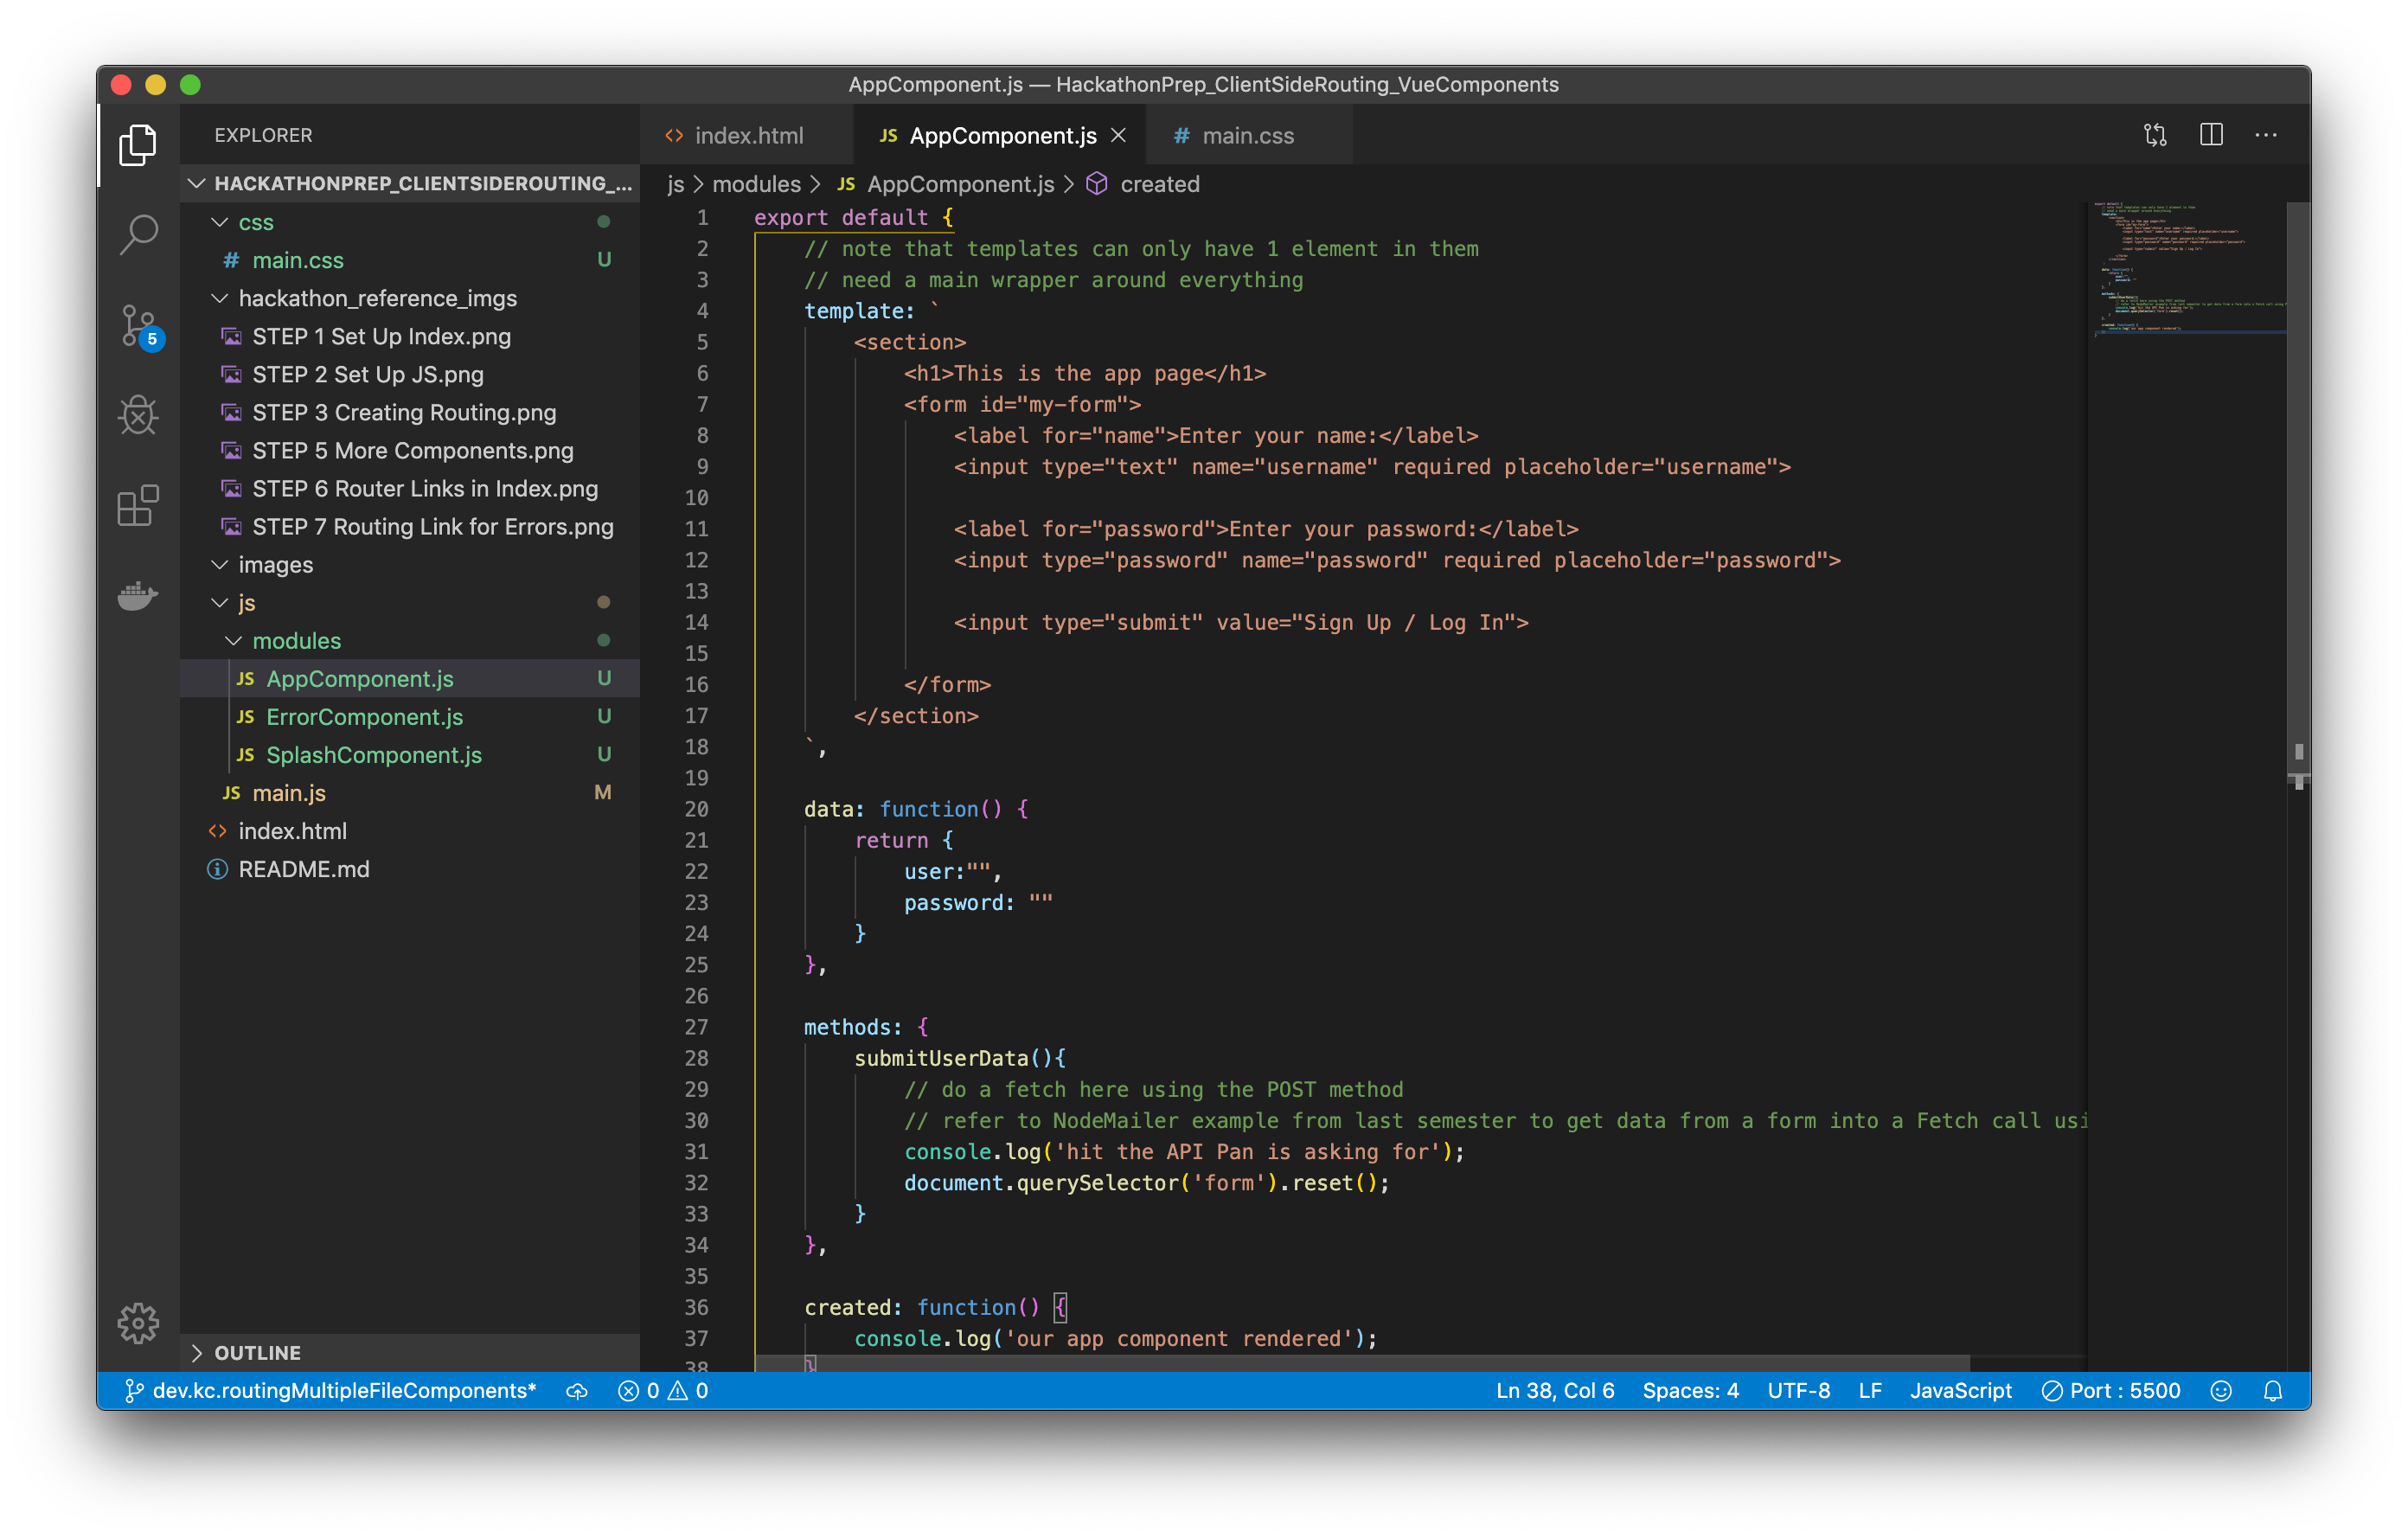 AppComponent.js — HackathonPrep_ClientSideRouting_VueComponents
EXPLORER
HACKATHONPREP_CLIENTSIDEROUTING_...
css
# main.css U
hackathon_reference_imgs
STEP 1 Set Up Index.png
STEP 2 Set Up JS.png
STEP 3 Creating Routing.png
STEP 5 More Components.png
STEP 6 Router Links in Index.png
STEP 7 Routing Link for Errors.png
images
js
modules
JS AppComponent.js U
JS ErrorComponent.js U
JS SplashComponent.js U
JS main.js M
<> index.html
README.md
OUTLINE
5
<> index.html JS AppComponent.js # main.css
js > modules > JS AppComponent.js > created
1 export default {
2 // note that templates can only have 1 element in them
3 // need a main wrapper around everything
4 template: `
5 <section>
6 <h1>This is the app page</h1>
7 <form id="my-form">
8 <label for="name">Enter your name:</label>
9 <input type="text" name="username" required placeholder="username">
10
11 <label for="password">Enter your password:</label>
12 <input type="password" name="password" required placeholder="password">
13
14 <input type="submit" value="Sign Up / Log In">
15
16 </form>
17 </section>
18 `,
19
20 data: function() {
21 return {
22 user:"",
23 password: ""
24 }
25 },
26
27 methods: {
28 submitUserData(){
29 // do a fetch here using the POST method
30 // refer to NodeMailer example from last semester to get data from a form into a Fetch call usi
31 console.log('hit the API Pan is asking for');
32 document.querySelector('form').reset();
33 }
34 },
35
36 created: function() {
37 console.log('our app component rendered');
38 }
dev.kc.routingMultipleFileComponents* 0 0 Ln 38, Col 6 Spaces: 4 UTF-8 LF JavaScript Port : 5500